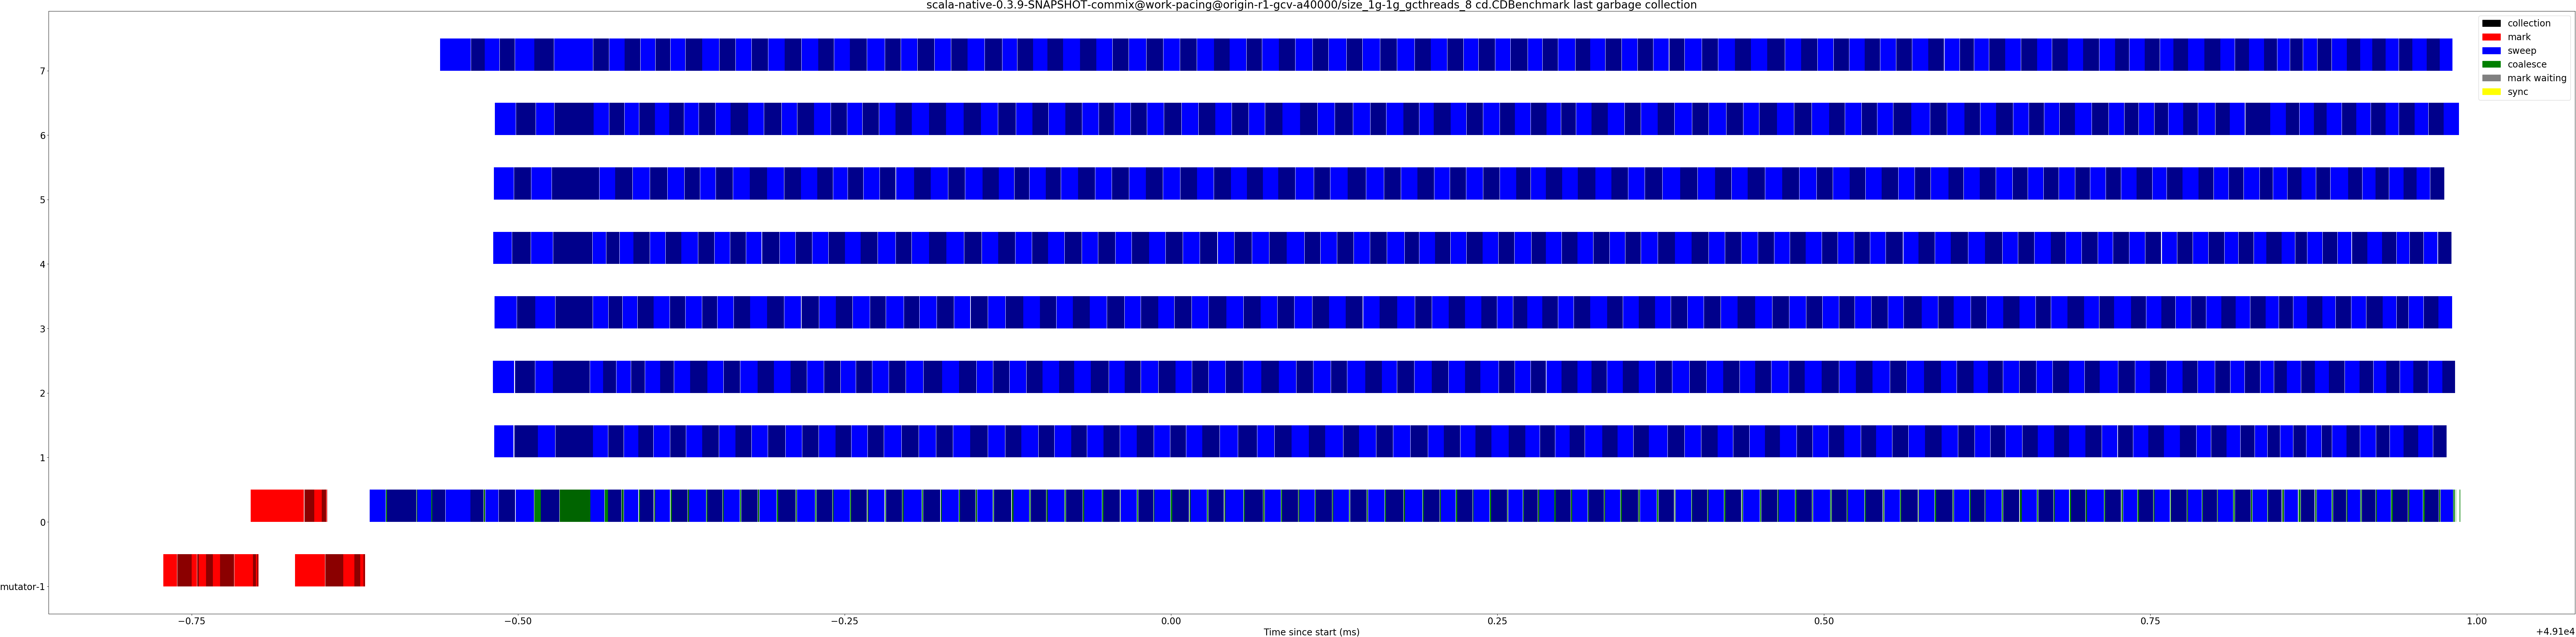 scala-native-0.3.9-SNAPSHOT-commix@work-pacing@origin-r1-gcv-a40000/size_1g-1g_gcthreads_8 cd.CDBenchmark last garbage collection
collection
mark
sweep
coalesce
mark waiting
sync
7
6
5
4
3
2
1
0
mutator-1
−0.75
−0.50
−0.25
0.00
0.25
0.50
0.75
1.00
Time since start (ms)
+4.91e4